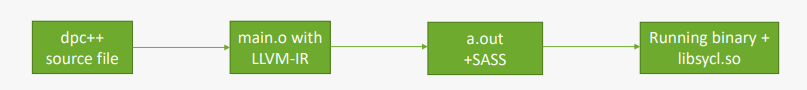 dpc++
source file
main.o with
LLVM-IR
a.out
+SASS
Running binary +
libsycl.so